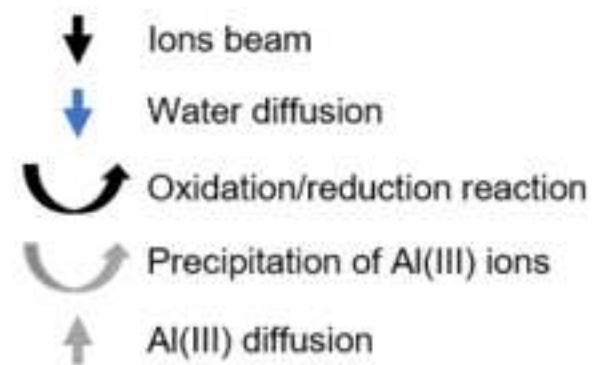 Ions beam
Water diffusion
Oxidation/reduction reaction
Precipitation of Al(III) ions
Al(III) diffusion